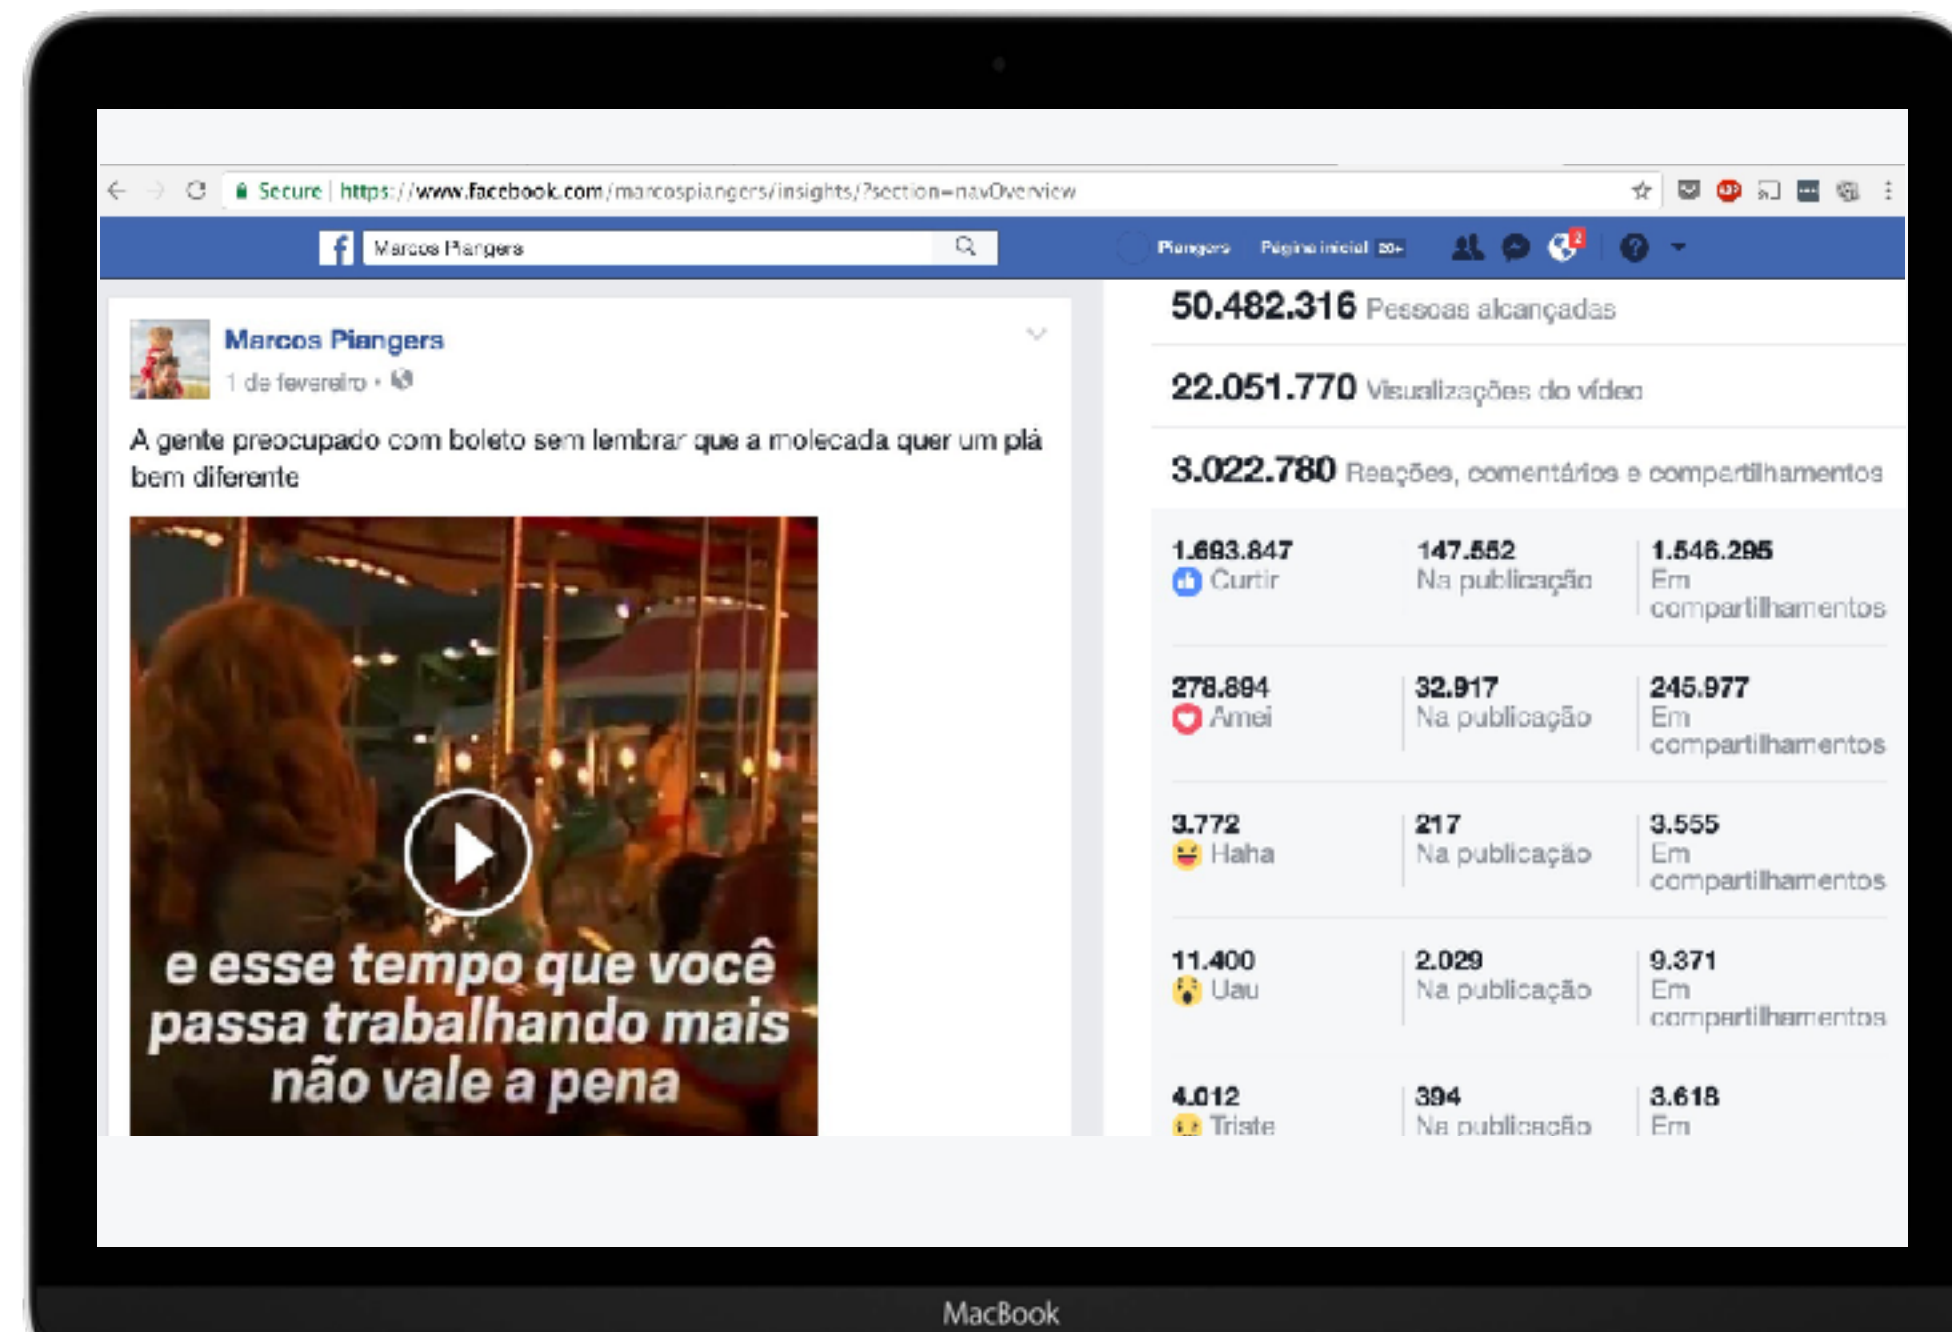 Secure | https://www.facebook.com/marcospiangers/insights/?section=navOverview
f Marcos Piangers
Piangers Página inicial 20+ 2
Marcos Piangers
1 de fevereiro
A gente preocupado com boleto sem lembrar que a molecada quer um plá
bem diferente
e esse tempo que você
passa trabalhando mais
não vale a pena
50.482.316 Pessoas alcançadas
22.051.770 Visualizações do vídeo
3.022.780 Reações, comentários e compartilhamentos
1.693.847 147.552 1.546.295
Curtir Na publicação Em
compartilhamentos
278.894 32.917 245.977
Amei Na publicação Em
compartilhamentos
3.772 217 3.555
Haha Na publicação Em
compartilhamentos
11.400 2.029 9.371
Uau Na publicação Em
compartilhamentos
4.012 394 3.618
Triste Na publicação Em
MacBook